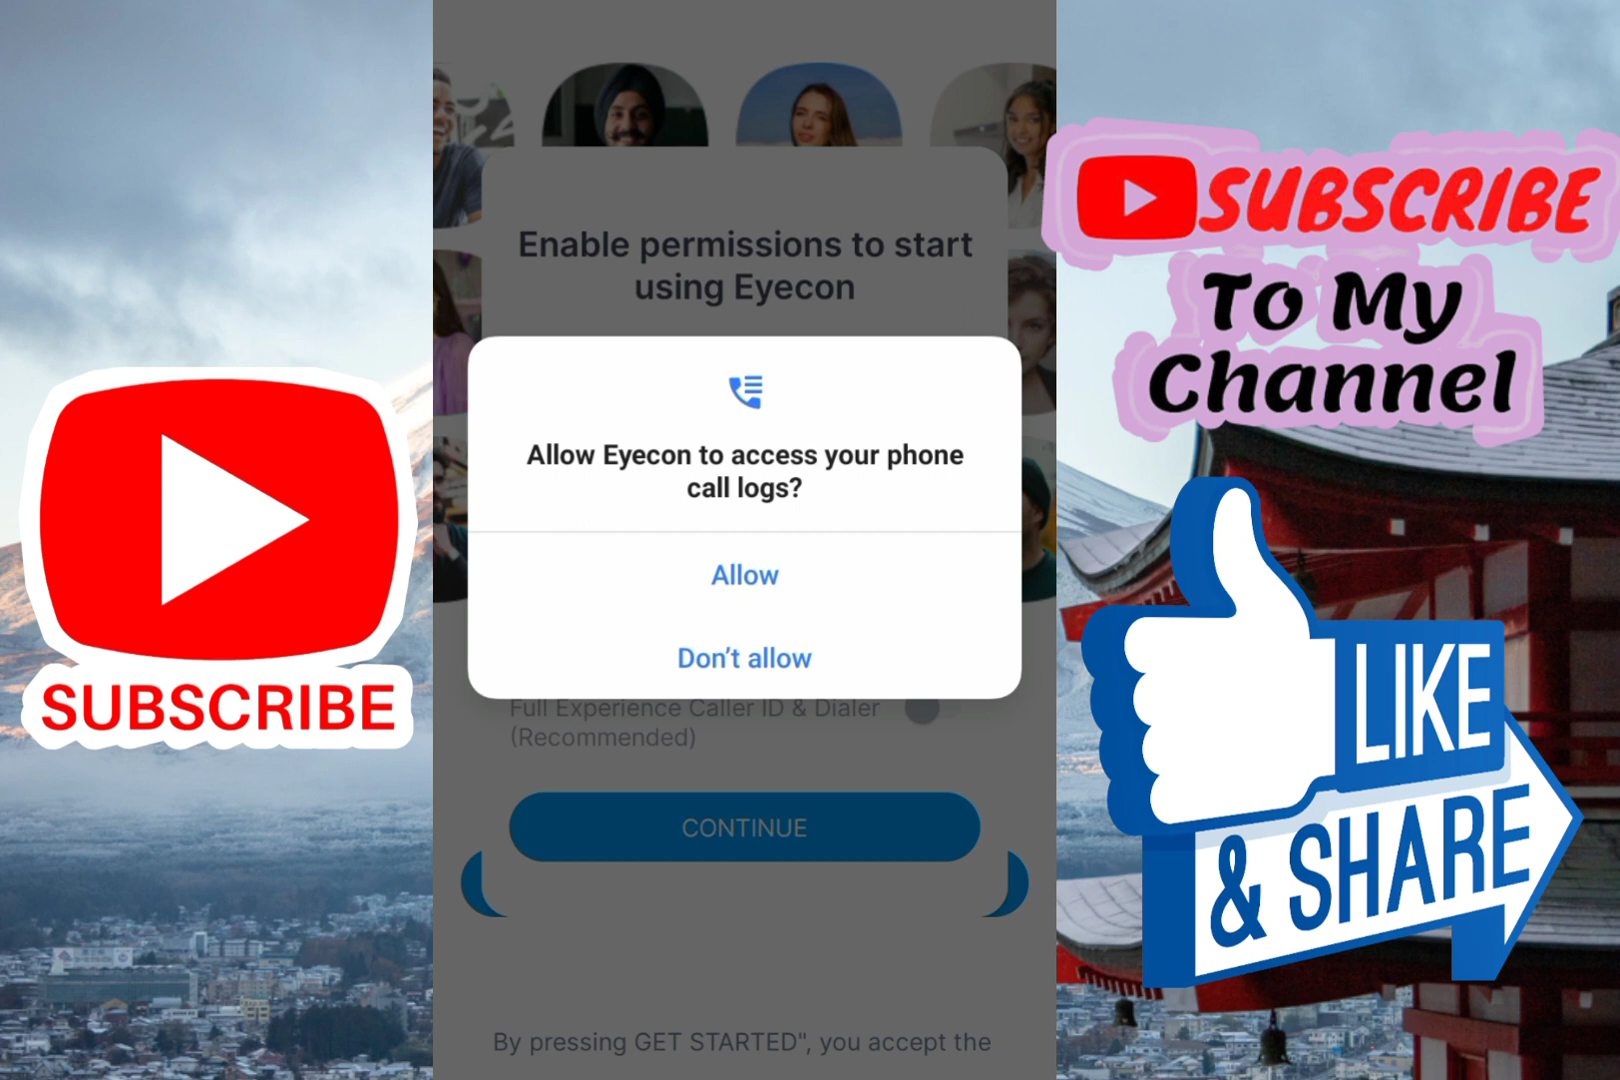 SUBSCRIBE
Enable permissions to start
using Eyecon
Allow Eyecon to access your phone
call logs?
Allow
Don’t allow
Full Experience Caller ID & Dialer
(Recommended)
CONTINUE
By pressing GET STARTED", you accept the
SUBSCRIBE
To My
Channel
LIKE
& SHARE